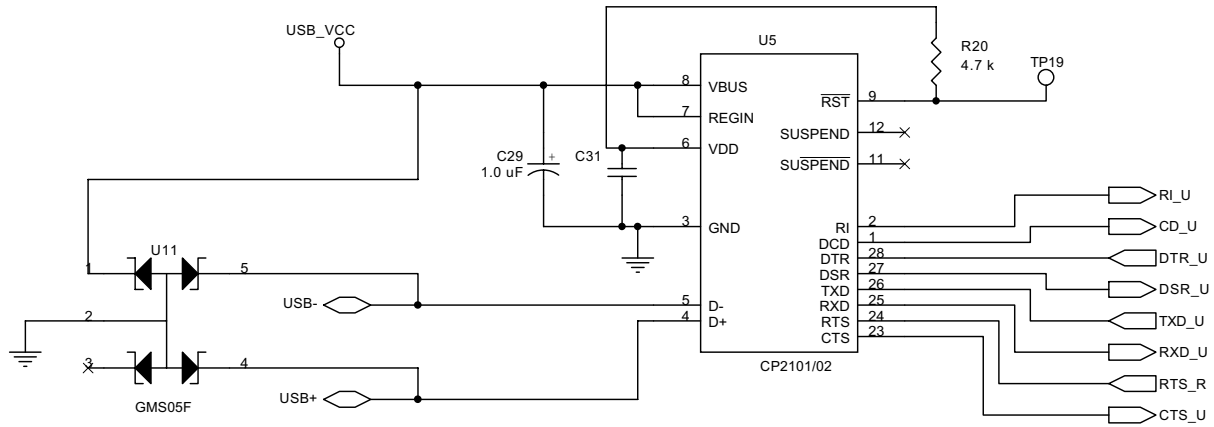 USB_VCC
U5
R20
4.7 k
TP19
8 VBUS
RST 9
7 REGIN
SUSPEND 12
6 VDD
C29
1.0 uF
+
C31
SUSPEND 11
RI_U
3 GND
RI 2
CD_U
DCD 1
U11
DTR 28
DTR_U
1
5
DSR 27
DSR_U
TXD 26
USB-
5 D-
RXD 25
2
4 D+
RTS 24
TXD_U
CTS 23
RXD_U
3
4
CP2101/02
RTS_R
USB+
GMS05F
CTS_U